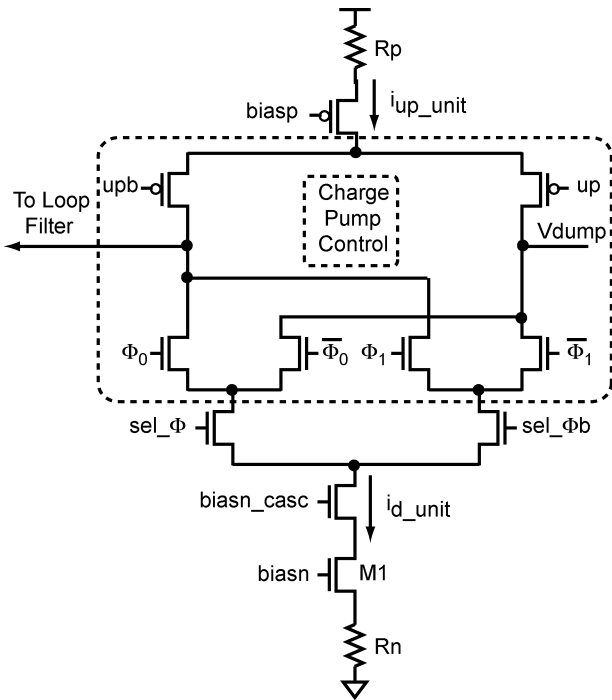 Rp
biasp
iup_unit
upb
Charge
Pump
Control
up
To Loop
Filter
Vdump
Φ0
Φ̅0
Φ1
Φ̅1
sel_Φ
sel_Φb
biasn_casc
id_unit
biasn
M1
Rn